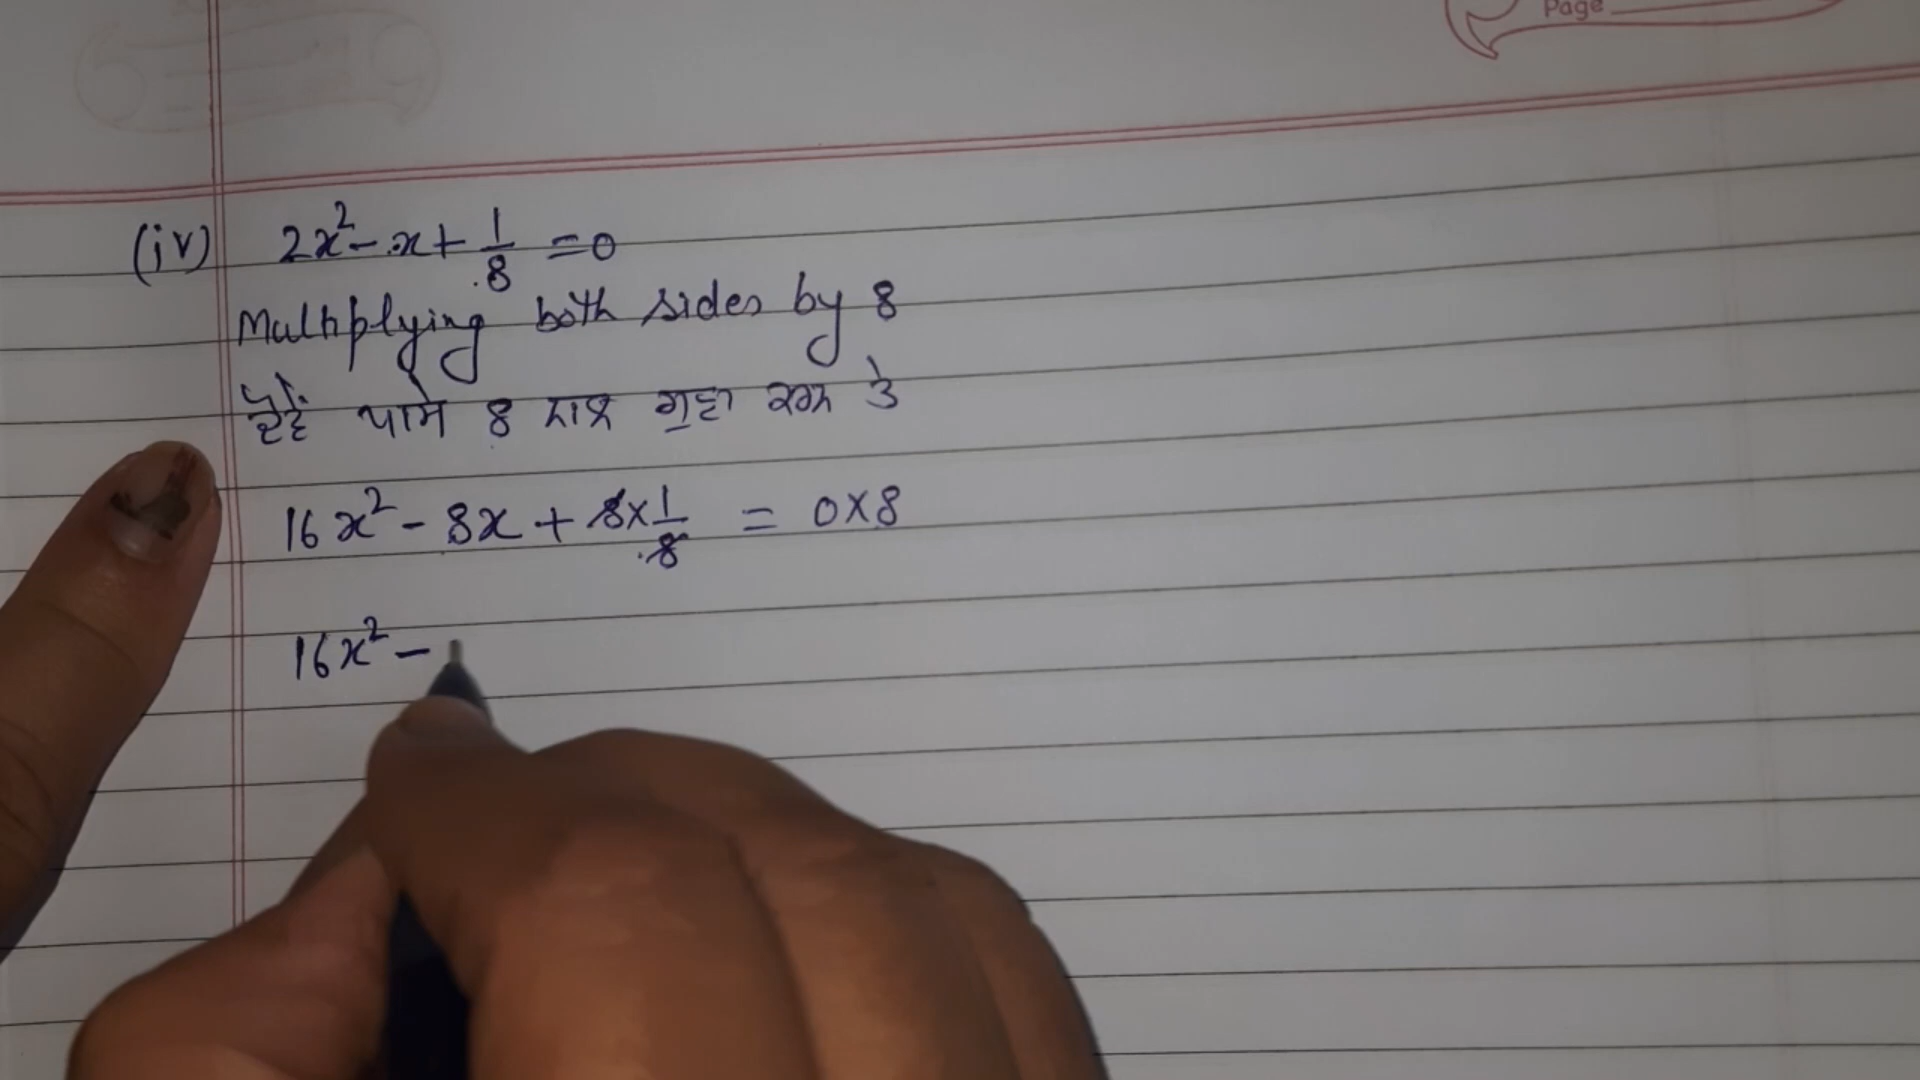 Page
(iv) 2x² - x + 1/8 = 0
Multiplying both sides by 8
ਦੋਵੇਂ ਪਾਸੇ 8 ਨਾਲ ਗੁਣਾ ਕਰਨ ਤੇ
16x² - 8x + 8 × 1/8 = 0 × 8
16x² -